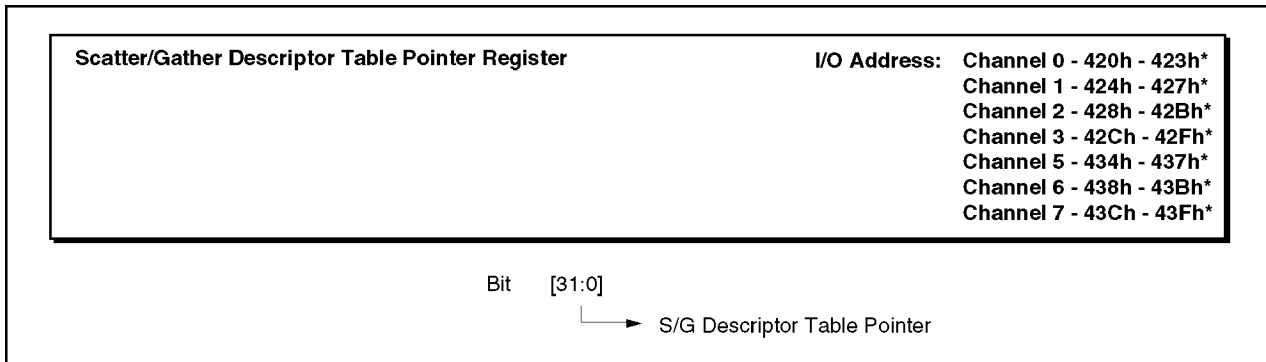 Scatter/Gather Descriptor Table Pointer Register I/O Address: Channel 0 - 420h - 423h*
Channel 1 - 424h - 427h*
Channel 2 - 428h - 42Bh*
Channel 3 - 42Ch - 42Fh*
Channel 5 - 434h - 437h*
Channel 6 - 438h - 43Bh*
Channel 7 - 43Ch - 43Fh*
Bit [31:0]
S/G Descriptor Table Pointer